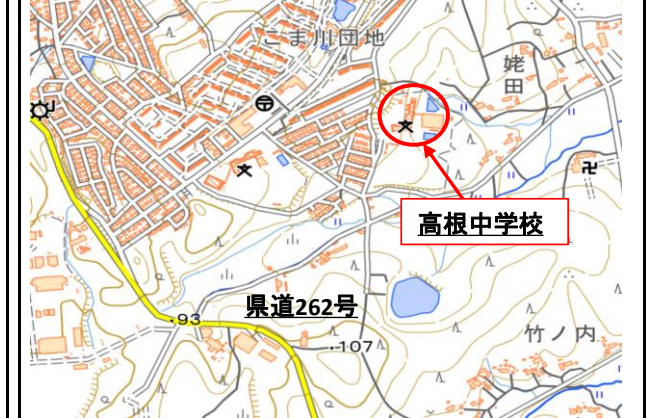 こま川団地
姥
田
高根中学校
県道262号
・93
・107
竹ノ内